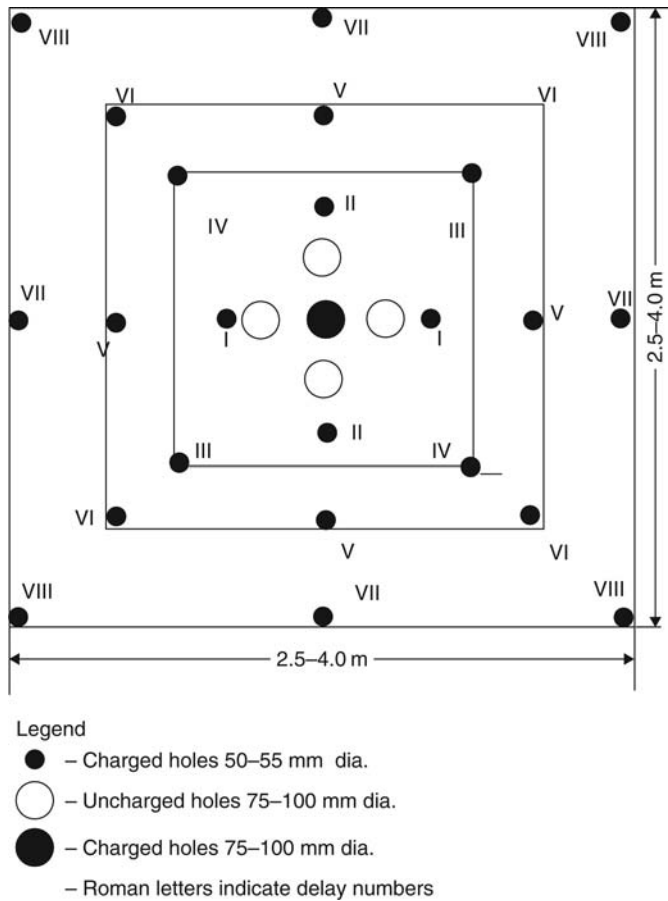 VIII
VII
VIII
VI
V
VI
II
IV
III
VII
V
I
I
V
VII
2.5–4.0 m
II
III
IV
VI
V
VI
VIII
VII
VIII
2.5–4.0 m
Legend
– Charged holes 50–55 mm dia.
– Uncharged holes 75–100 mm dia.
– Charged holes 75–100 mm dia.
– Roman letters indicate delay numbers